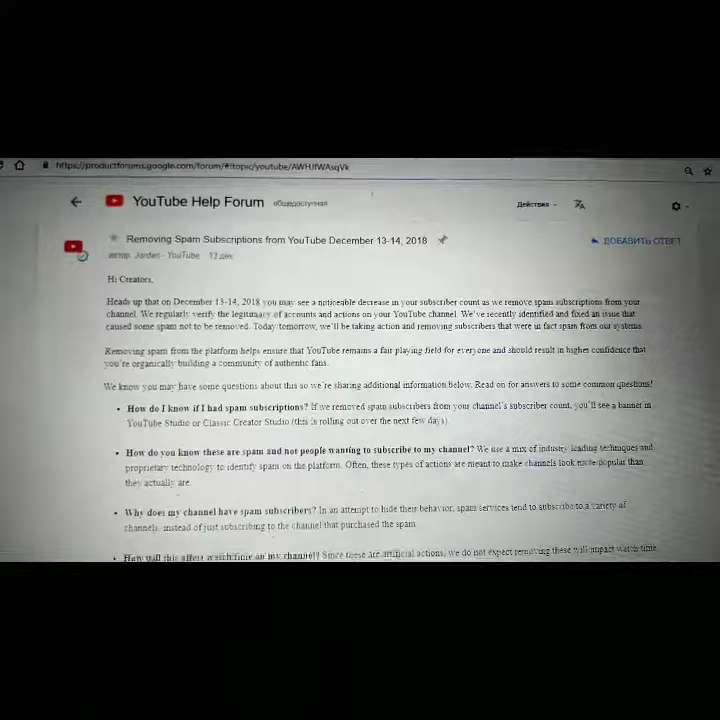 https://productforums.google.com/forum/#!topic/youtube/AWHJfWAsqVk
YouTube Help Forum общедоступная Действия
Removing Spam Subscriptions from YouTube December 13-14, 2018 ДОБАВИТЬ ОТВЕТ
автор: Jordan - YouTube 13 дек
Hi Creators,
Heads up that on December 13-14, 2018 you may see a noticeable decrease in your subscriber count as we remove spam subscriptions from your
channel. We regularly verify the legitimacy of accounts and actions on your YouTube channel. We've recently identified and fixed an issue that
caused some spam not to be removed. Today tomorrow, we'll be taking action and removing subscribers that were in fact spam from our systems.
Removing spam from the platform helps ensure that YouTube remains a fair playing field for everyone and should result in higher confidence that
you're organically building a community of authentic fans.
We know you may have some questions about this so we're sharing additional information below. Read on for answers to some common questions!
• How do I know if I had spam subscriptions? If we removed spam subscribers from your channel's subscriber count, you'll see a banner in
YouTube Studio or Classic Creator Studio (this is rolling out over the next few days)
• How do you know these are spam and not people wanting to subscribe to my channel? We use a mix of industry leading techniques and
proprietary technology to identify spam on the platform. Often, these types of actions are meant to make channels look more popular than
they actually are.
• Why does my channel have spam subscribers? In an attempt to hide their behavior, spam services tend to subscribe to a variety of
channels, instead of just subscribing to the channel that purchased the spam
• How will this affect watch time on my channel? Since these are artificial actions, we do not expect removing these will impact watch time